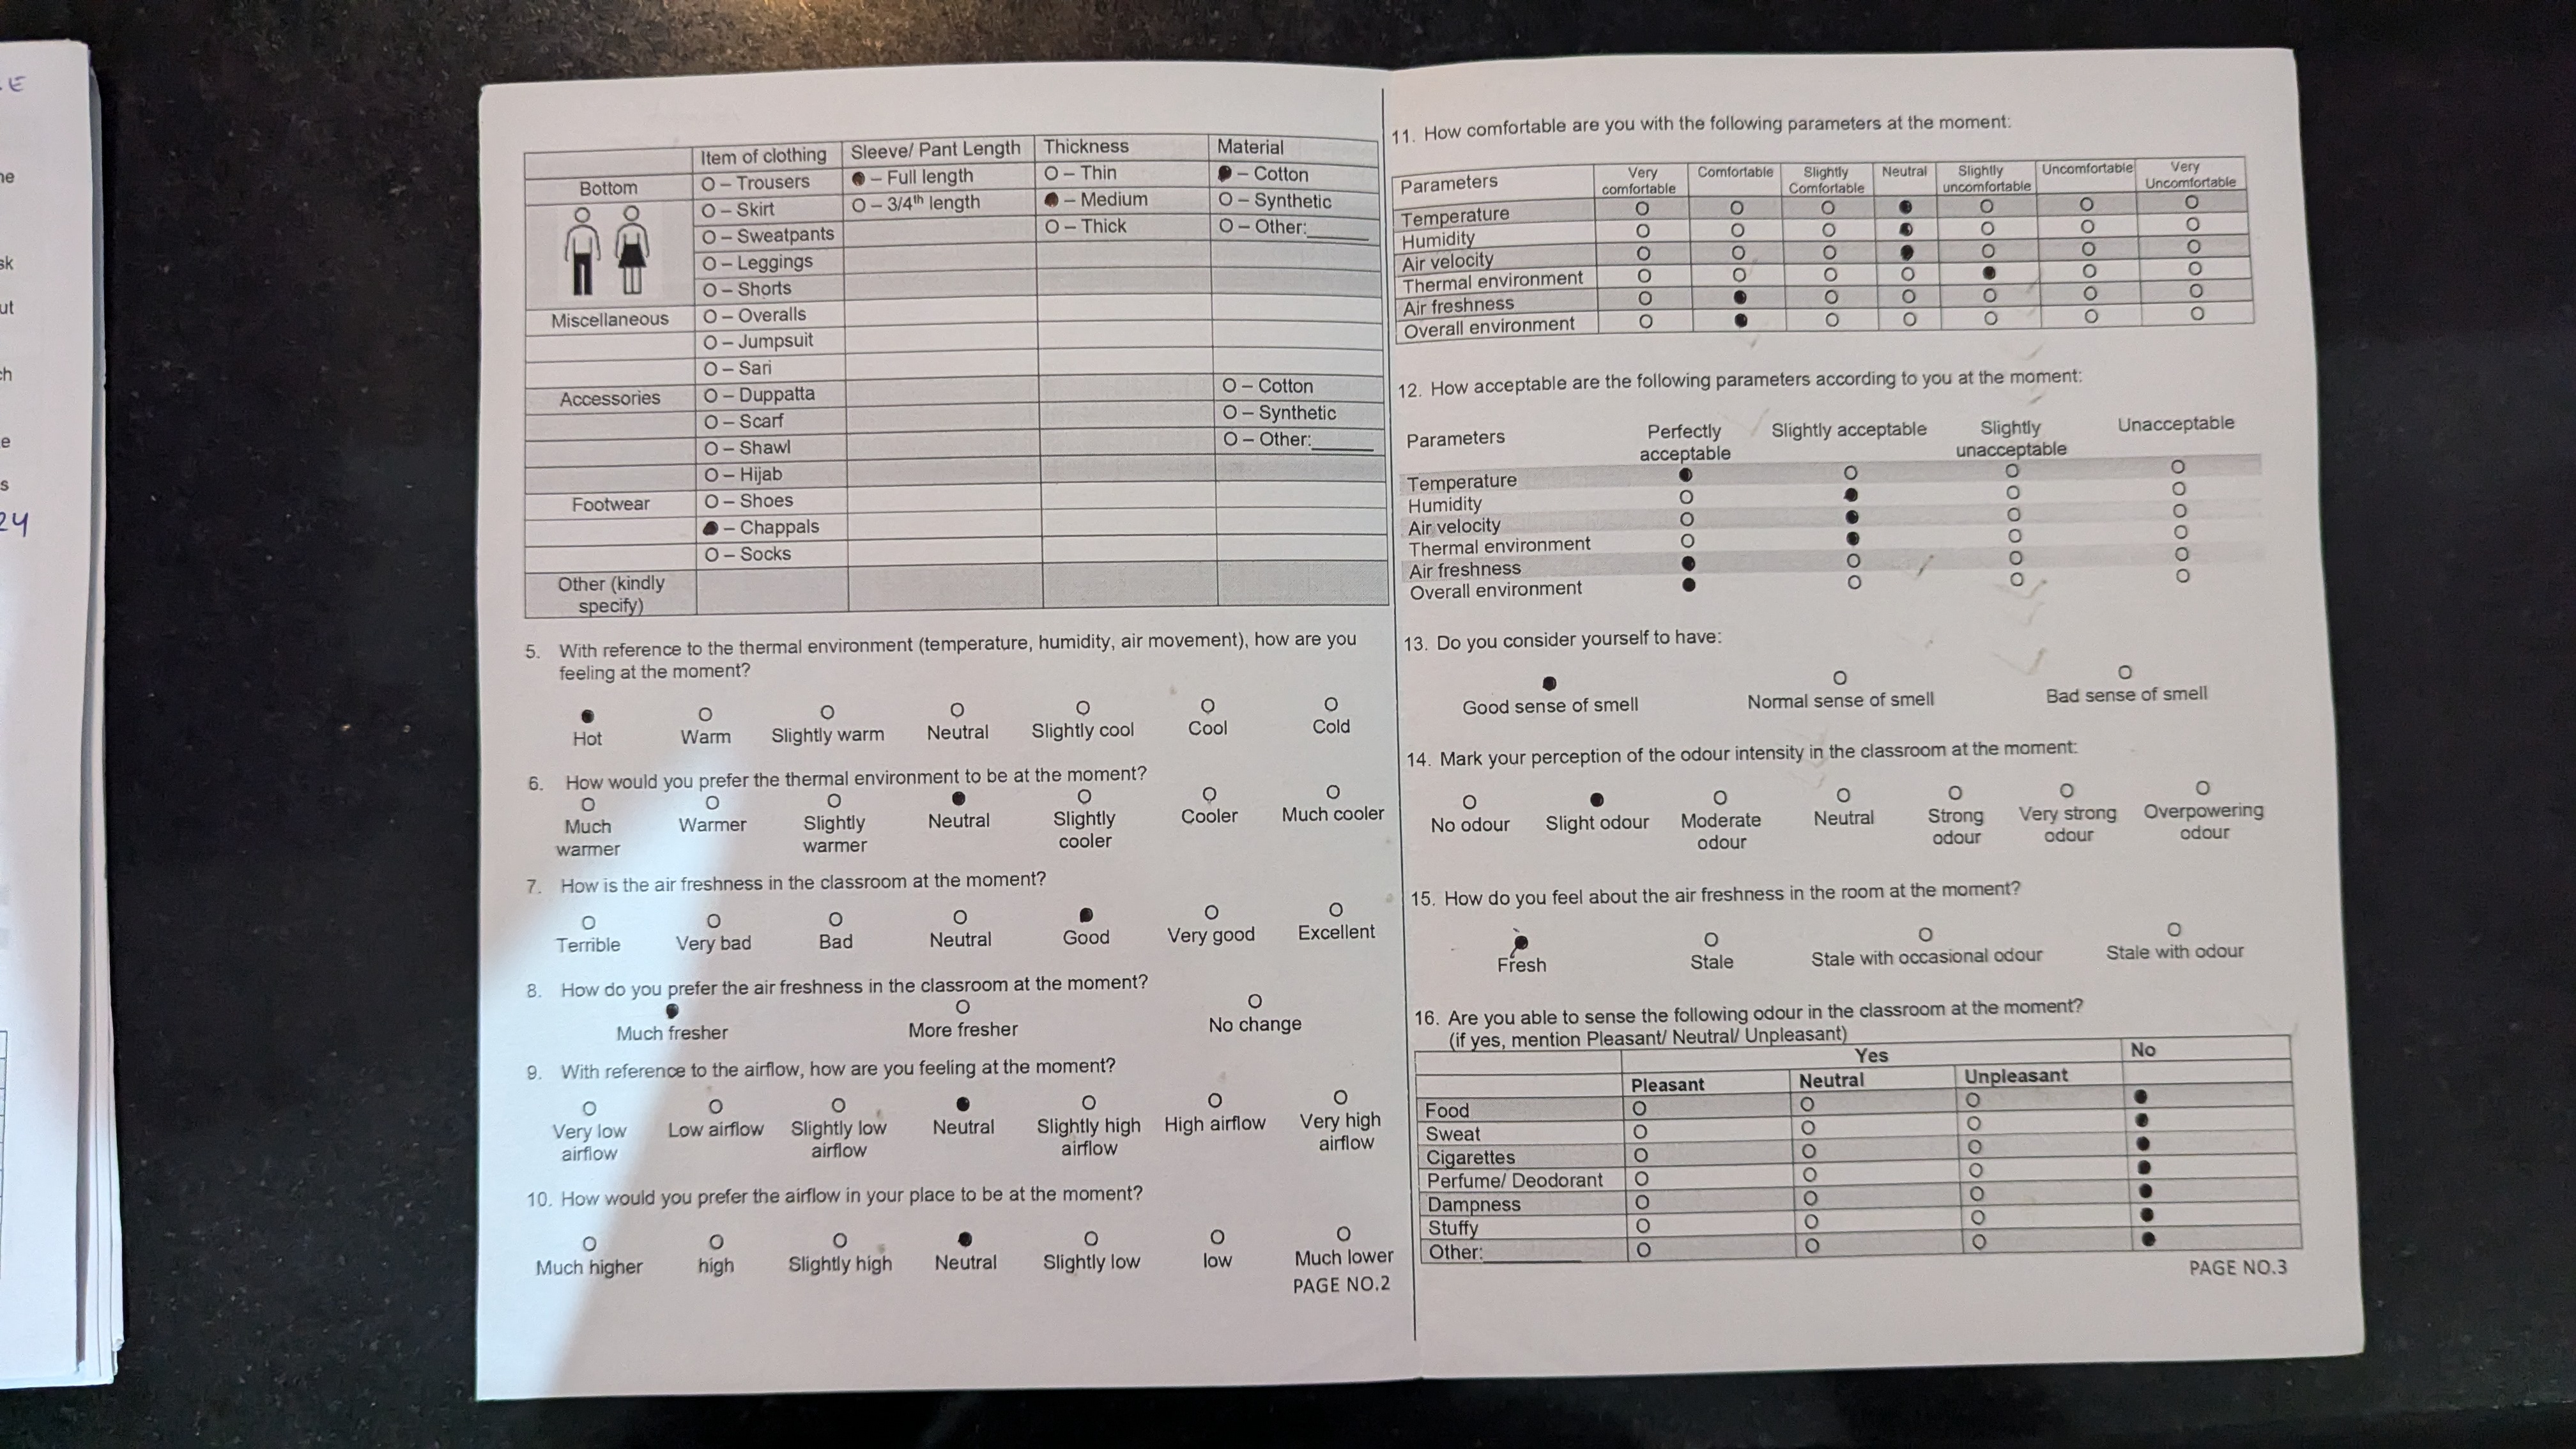 E
ne
sk
ut
ch
e
s
24
Item of clothing Sleeve/ Pant Length Thickness Material
Bottom O – Trousers ● – Full length O – Thin ● – Cotton
O – Skirt O – 3/4th length ● – Medium O – Synthetic
O – Sweatpants O – Thick O – Other:______
O – Leggings
O – Shorts
Miscellaneous O – Overalls
O – Jumpsuit
O – Sari
Accessories O – Duppatta O – Cotton
O – Scarf O – Synthetic
O – Shawl O – Other:______
O – Hijab
Footwear O – Shoes
● – Chappals
O – Socks
Other (kindly
specify)
5. With reference to the thermal environment (temperature, humidity, air movement), how are you
feeling at the moment?
● O O O O O O
Hot Warm Slightly warm Neutral Slightly cool Cool Cold
6. How would you prefer the thermal environment to be at the moment?
O O O ● O O O
Much Warmer Slightly Neutral Slightly Cooler Much cooler
warmer warmer cooler
7. How is the air freshness in the classroom at the moment?
O O O O ● O O
Terrible Very bad Bad Neutral Good Very good Excellent
8. How do you prefer the air freshness in the classroom at the moment?
● O O
Much fresher More fresher No change
9. With reference to the airflow, how are you feeling at the moment?
O O O ● O O O
Very low Low airflow Slightly low Neutral Slightly high High airflow Very high
airflow airflow airflow airflow
10. How would you prefer the airflow in your place to be at the moment?
O O O ● O O O
Much higher high Slightly high Neutral Slightly low low Much lower
PAGE NO.2
11. How comfortable are you with the following parameters at the moment:
Parameters Very Comfortable Slightly Neutral Slightly Uncomfortable Very
comfortable Comfortable uncomfortable Uncomfortable
Temperature O O O ● O O O
Humidity O O O ● O O O
Air velocity O O O ● O O O
Thermal environment O O O O ● O O
Air freshness O ● O O O O O
Overall environment O ● O O O O O
12. How acceptable are the following parameters according to you at the moment:
Parameters Perfectly Slightly acceptable Slightly Unacceptable
acceptable unacceptable
Temperature ● O O O
Humidity O ● O O
Air velocity O ● O O
Thermal environment O ● O O
Air freshness ● O O O
Overall environment ● O O O
13. Do you consider yourself to have:
● O O
Good sense of smell Normal sense of smell Bad sense of smell
14. Mark your perception of the odour intensity in the classroom at the moment:
O ● O O O O O
No odour Slight odour Moderate Neutral Strong Very strong Overpowering
odour odour odour odour
15. How do you feel about the air freshness in the room at the moment?
● O O O
Fresh Stale Stale with occasional odour Stale with odour
16. Are you able to sense the following odour in the classroom at the moment?
(if yes, mention Pleasant/ Neutral/ Unpleasant)
Yes No
Pleasant Neutral Unpleasant
Food O O O ●
Sweat O O O ●
Cigarettes O O O ●
Perfume/ Deodorant O O O ●
Dampness O O O ●
Stuffy O O O ●
Other:__________ O O O ●
PAGE NO.3